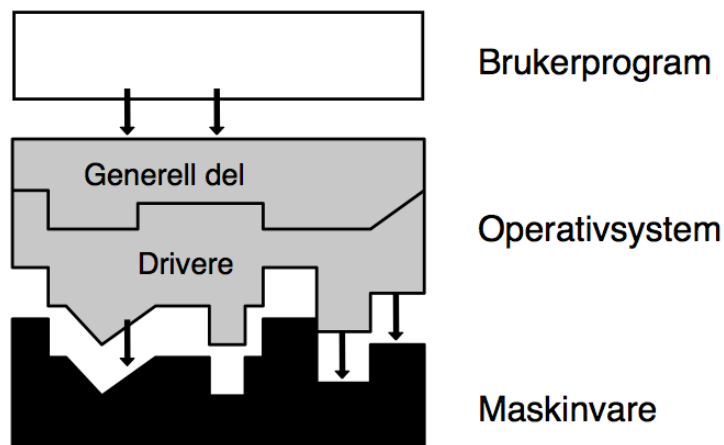 Brukerprogram
Generell del
Operativsystem
Drivere
Maskinvare